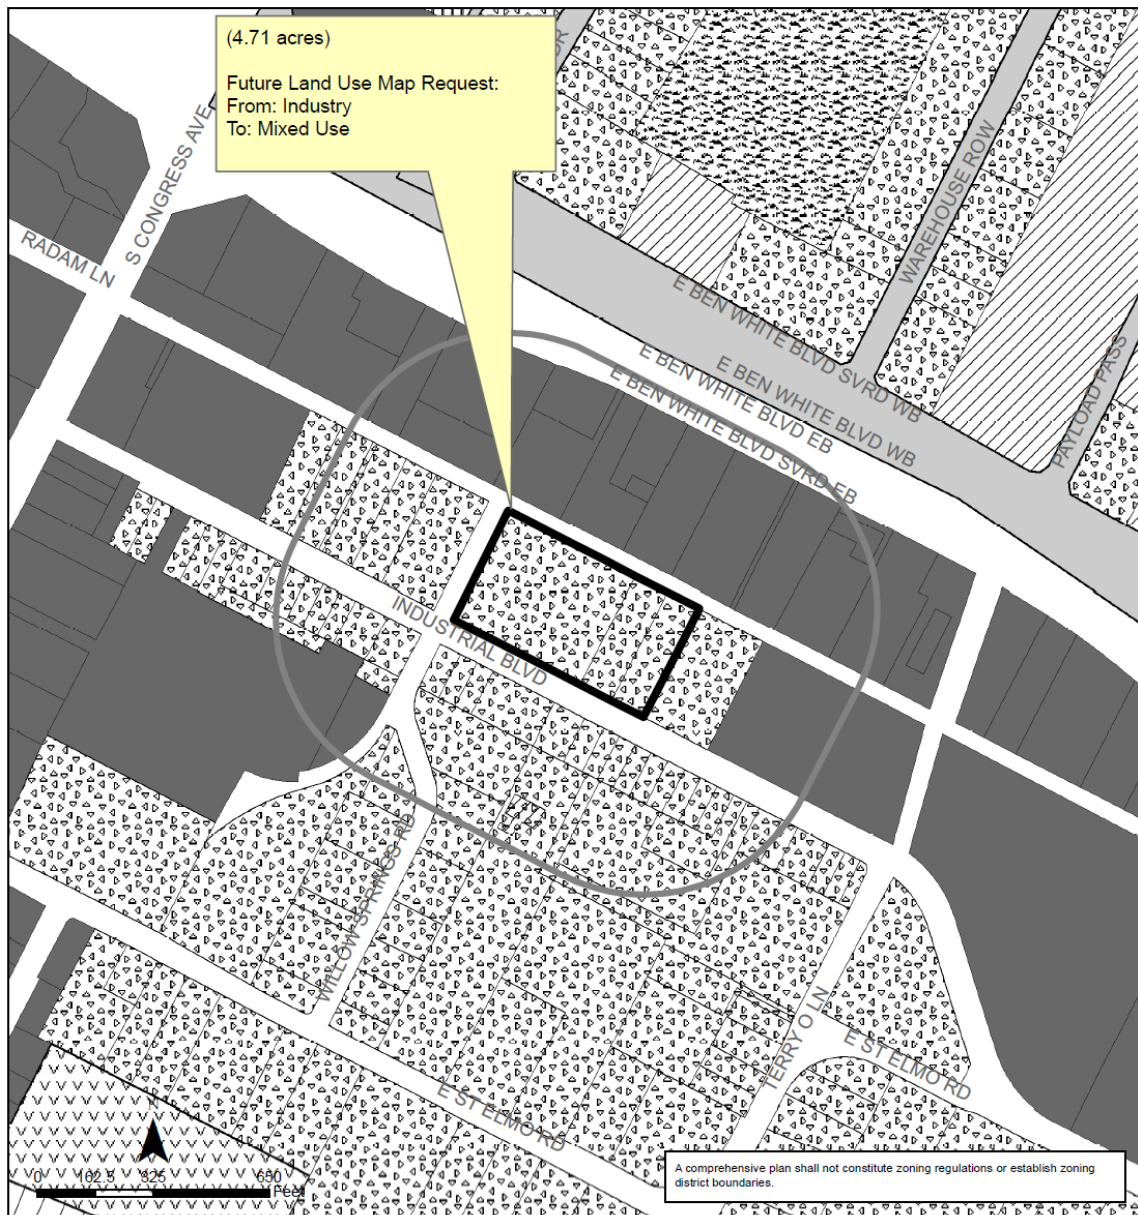 (4.71 acres)
Future Land Use Map Request:
From: Industry
To: Mixed Use
S CONGRESS AVE
RADAM LN
WAREHOUSE ROW
PAYLOAD PASS
E BEN WHITE BLVD SVRD WB
E BEN WHITE BLVD WB
E BEN WHITE BLVD EB
E BEN WHITE BLVD SVRD EB
INDUSTRIAL BLVD
WILLOW SPRINGS RD
TERRY O LN
E ST ELMO RD
E ST ELMO RD
N
0 162.5 325 650
Feet
A comprehensive plan shall not constitute zoning regulations or establish zoning
district boundaries.